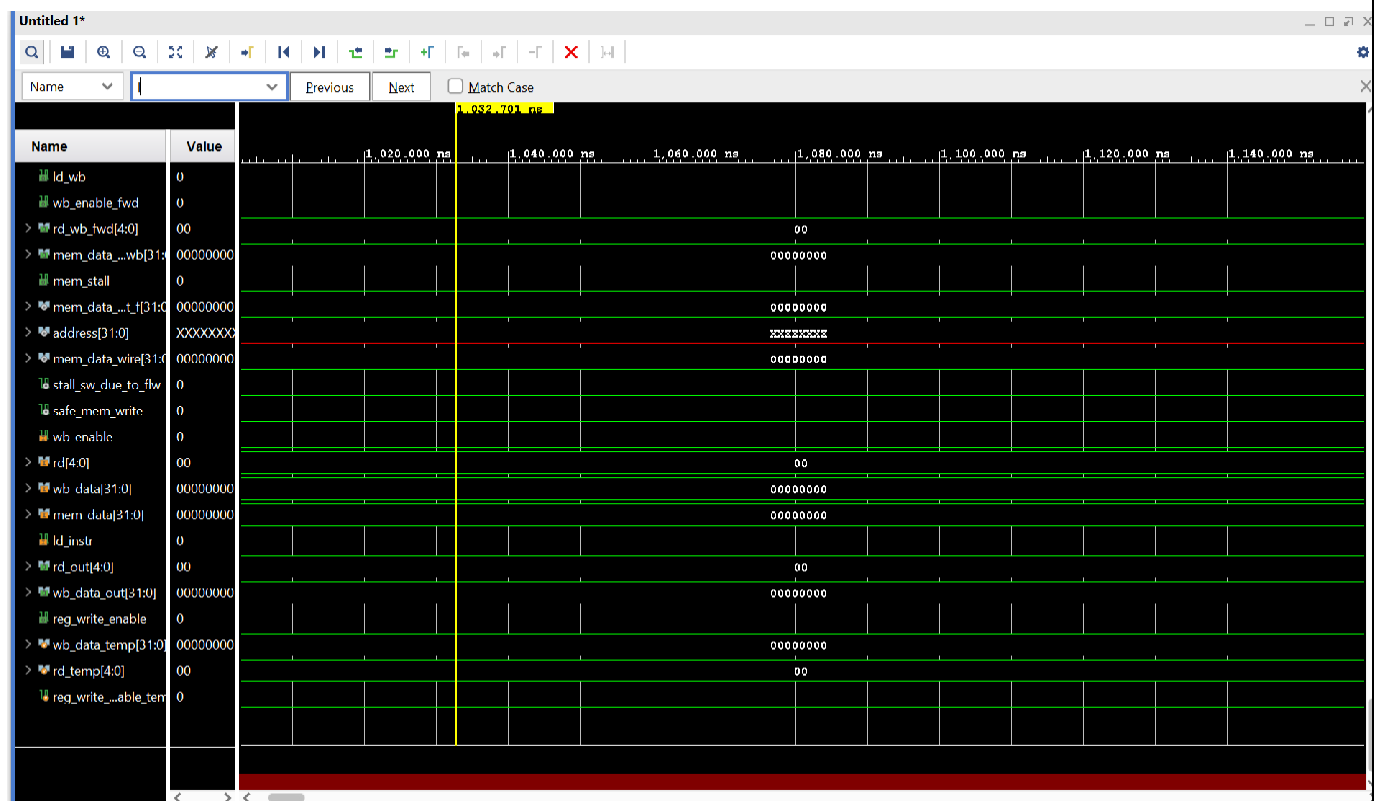 Untitled 1*
Name Previous Next Match Case
1,032.701 ns
Name Value
1,020.000 ns 1,040.000 ns 1,060.000 ns 1,080.000 ns 1,100.000 ns 1,120.000 ns 1,140.000 ns
ld_wb 0
wb_enable_fwd 0
rd_wb_fwd[4:0] 00 00
mem_data_...wb[31: 00000000 00000000
mem_stall 0
mem_data_...t_f[31:0 00000000 00000000
address[31:0] XXXXXXXX XXXXXXXX
mem_data_wire[31:0 00000000 00000000
stall_sw_due_to_flw 0
safe_mem_write 0
wb_enable 0
rd[4:0] 00 00
wb_data[31:0] 00000000 00000000
mem_data[31:0] 00000000 00000000
ld_instr 0
rd_out[4:0] 00 00
wb_data_out[31:0] 00000000 00000000
reg_write_enable 0
wb_data_temp[31:0] 00000000 00000000
rd_temp[4:0] 00 00
reg_write_...able_tem 0